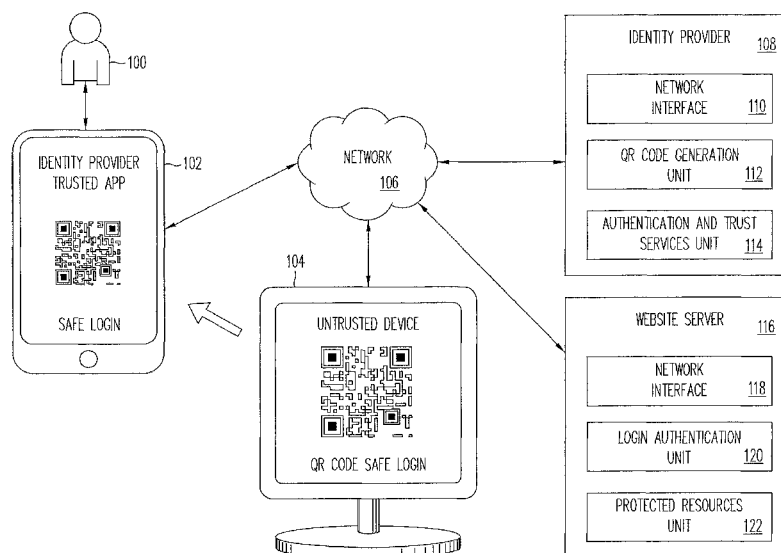 100
IDENTITY PROVIDER
TRUSTED APP
102
SAFE LOGIN
NETWORK
106
104
UNTRUSTED DEVICE
QR CODE SAFE LOGIN
IDENTITY PROVIDER 108
NETWORK
INTERFACE 110
QR CODE GENERATION
UNIT 112
AUTHENTICATION AND TRUST
SERVICES UNIT 114
WEBSITE SERVER 116
NETWORK
INTERFACE 118
LOGIN AUTHENTICATION
UNIT 120
PROTECTED RESOURCES
UNIT 122